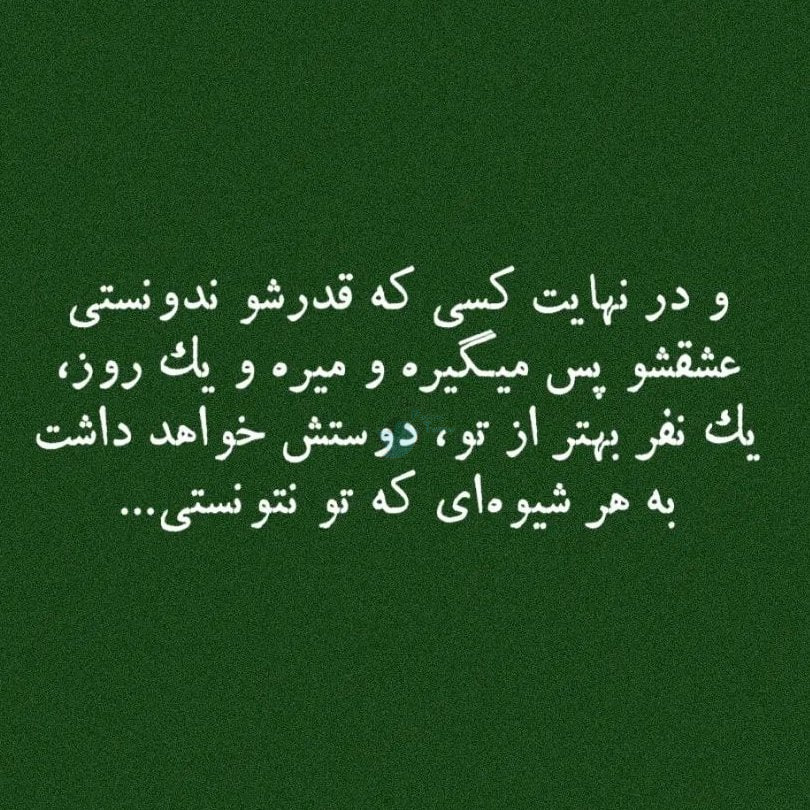 و در نهایت کسی که قدرشو ندونستی
عشقشو پس میگیره و میره و یك روز،
یك نفر بهتر از تو، دوستش خواهد داشت
به هر شیوه‌ای که تو نتونستی...